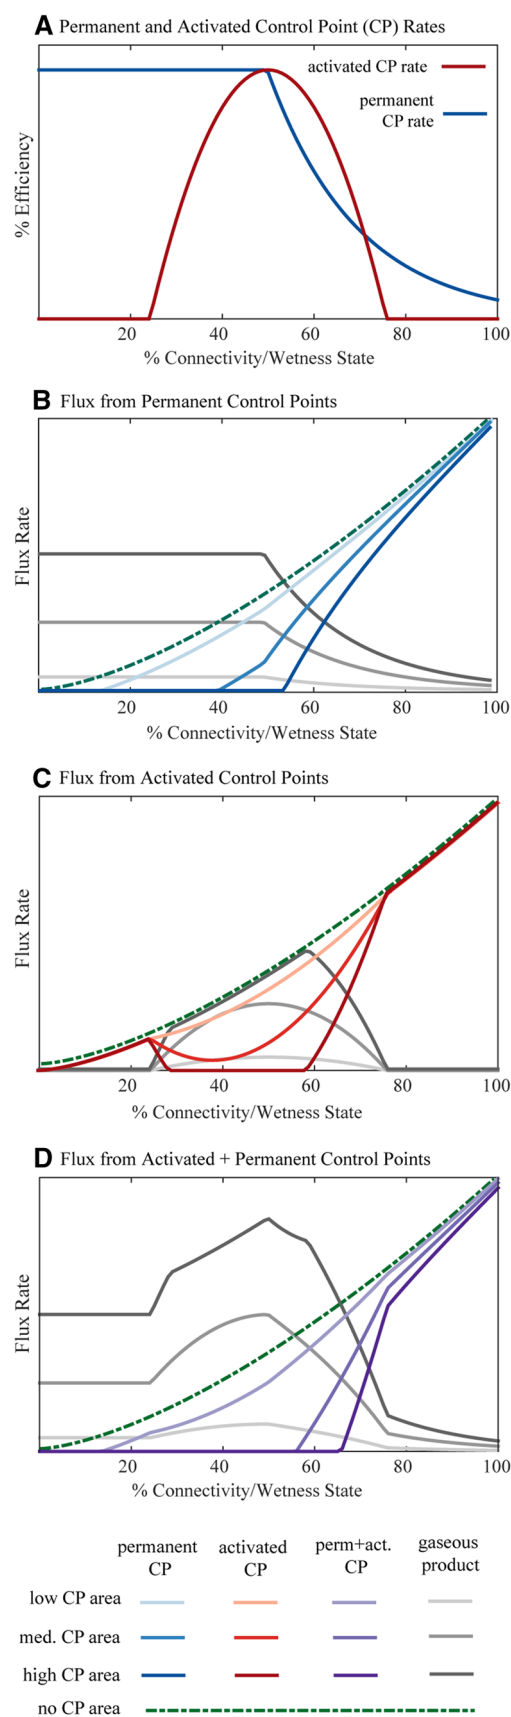 A Permanent and Activated Control Point (CP) Rates
activated CP rate
permanent
CP rate
% Efficiency
20 40 60 80 100
% Connectivity/Wetness State
B Flux from Permanent Control Points
Flux Rate
20 40 60 80 100
% Connectivity/Wetness State
C Flux from Activated Control Points
Flux Rate
20 40 60 80 100
% Connectivity/Wetness State
D Flux from Activated + Permanent Control Points
Flux Rate
20 40 60 80 100
% Connectivity/Wetness State
permanent CP activated CP perm+act. CP gaseous product
low CP area
med. CP area
high CP area
no CP area